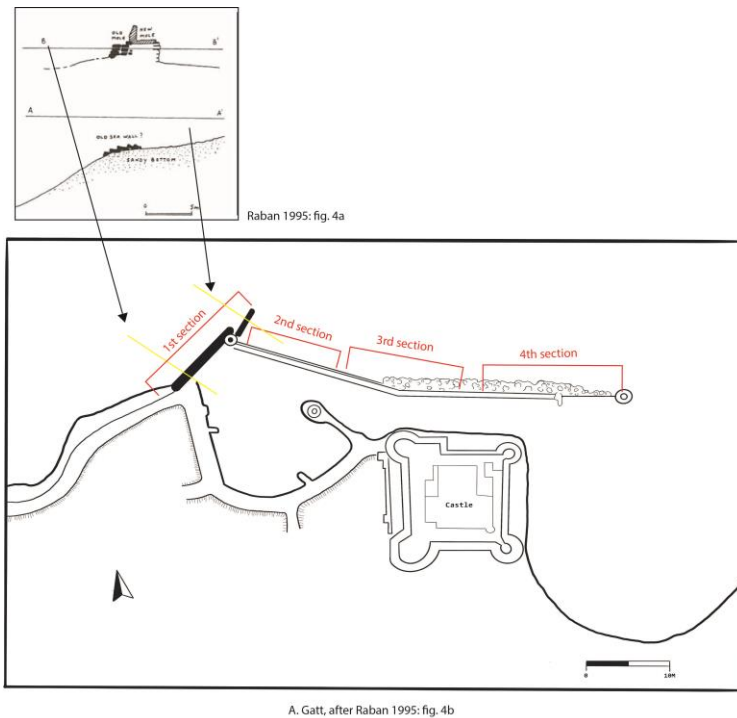 OLD MOLE
NEW MOLE
B B'
A A'
OLD SEA WALL ?
SANDY BOTTOM
0 5m
Raban 1995: fig. 4a
1st section
2nd section
3rd section
4th section
Castle
0 10M
A. Gatt, after Raban 1995: fig. 4b